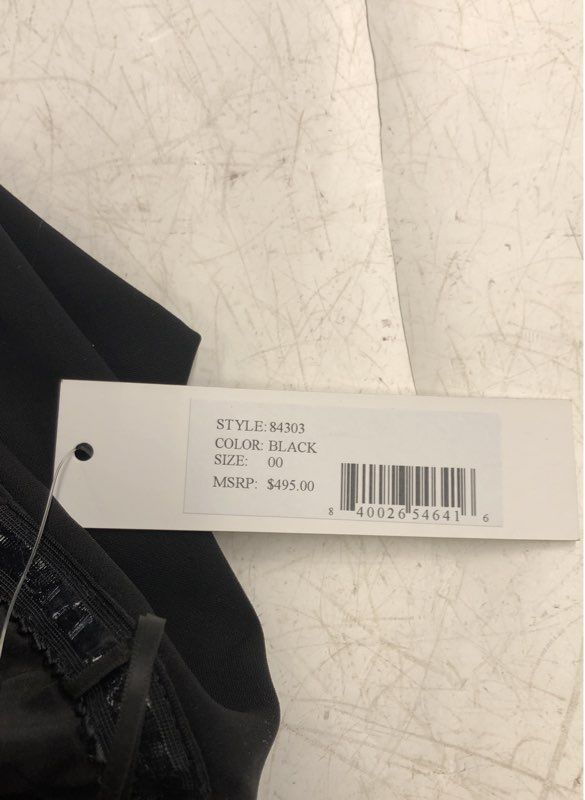 STYLE: 84303
COLOR: BLACK
SIZE: 00
MSRP: $495.00
8 40026 54641 6